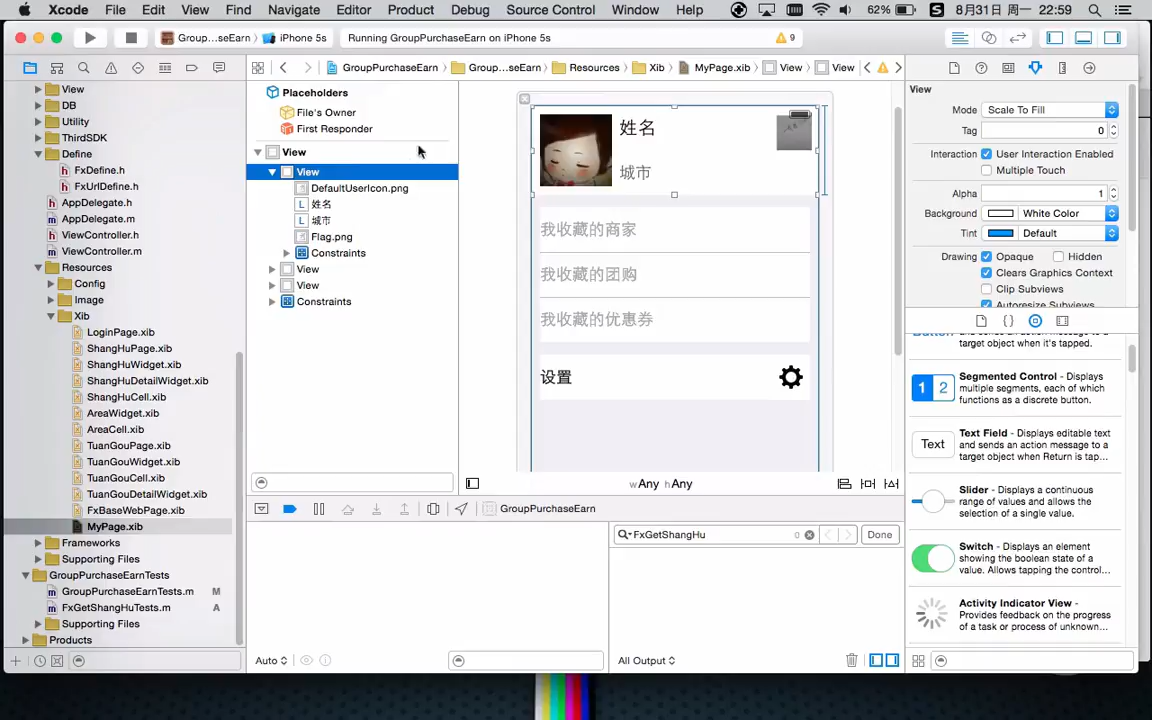 Xcode File Edit View Find Navigate Editor Product Debug Source Control Window Help 62% 8月31日 周一 22:59
Group...seEarn iPhone 5s Running GroupPurchaseEarn on iPhone 5s 9
GroupPurchaseEarn Group...seEarn Resources Xib MyPage.xib View View
View
DB
Utility
ThirdSDK
Define
FxDefine.h
FxUrlDefine.h
AppDelegate.h
AppDelegate.m
ViewController.h
ViewController.m
Resources
Config
Image
Xib
LoginPage.xib
ShangHuPage.xib
ShangHuWidget.xib
ShangHuDetailWidget.xib
ShangHuCell.xib
AreaWidget.xib
AreaCell.xib
TuanGouPage.xib
TuanGouWidget.xib
TuanGouCell.xib
TuanGouDetailWidget.xib
FxBaseWebPage.xib
MyPage.xib
Frameworks
Supporting Files
GroupPurchaseEarnTests
GroupPurchaseEarnTests.m M
FxGetShangHuTests.m A
Supporting Files
Products
Placeholders
File's Owner
First Responder
View
View
DefaultUserIcon.png
L 姓名
L 城市
Flag.png
Constraints
View
View
Constraints
姓名
城市
我收藏的商家
我收藏的团购
我收藏的优惠券
设置
wAny hAny
GroupPurchaseEarn
FxGetShangHu 0 Done
Auto
All Output
View
Mode Scale To Fill
Tag 0
Interaction User Interaction Enabled
Multiple Touch
Alpha 1
Background White Color
Tint Default
Drawing Opaque Hidden
Clears Graphics Context
Clip Subviews
Autoresize Subviews
Button and sends an action message to a
target object when it's tapped.
1 2
Segmented Control - Displays
multiple segments, each of which
functions as a discrete button.
Text
Text Field - Displays editable text
and sends an action message to a
target object when Return is tap...
Slider - Displays a continuous
range of values and allows the
selection of a single value.
Switch - Displays an element
showing the boolean state of a
value. Allows tapping the control...
Activity Indicator View -
Provides feedback on the progress
of a task or process of unknown...